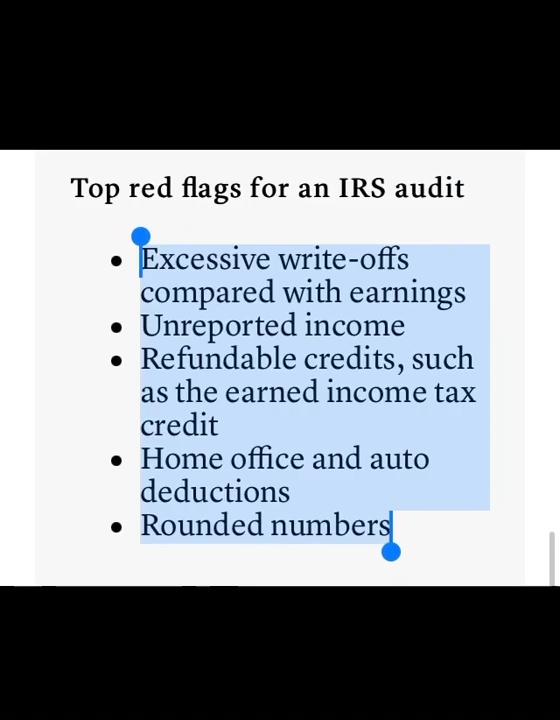 Top red flags for an IRS audit
• Excessive write-offs
compared with earnings
• Unreported income
• Refundable credits, such
as the earned income tax
credit
• Home office and auto
deductions
• Rounded numbers